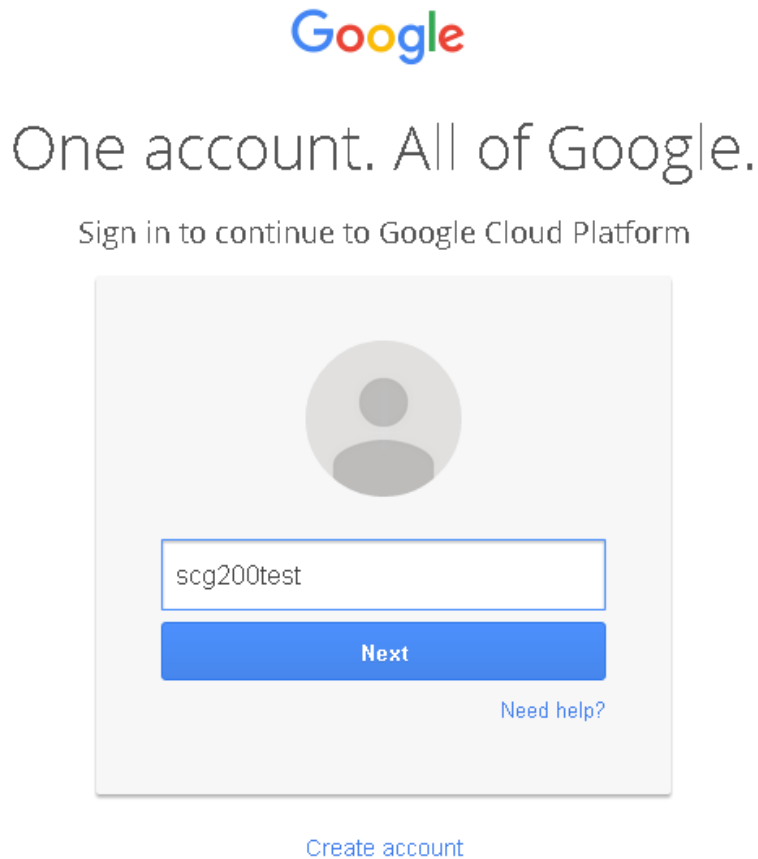 Google
One account. All of Google.
Sign in to continue to Google Cloud Platform
scg200test
Next
Need help?
Create account